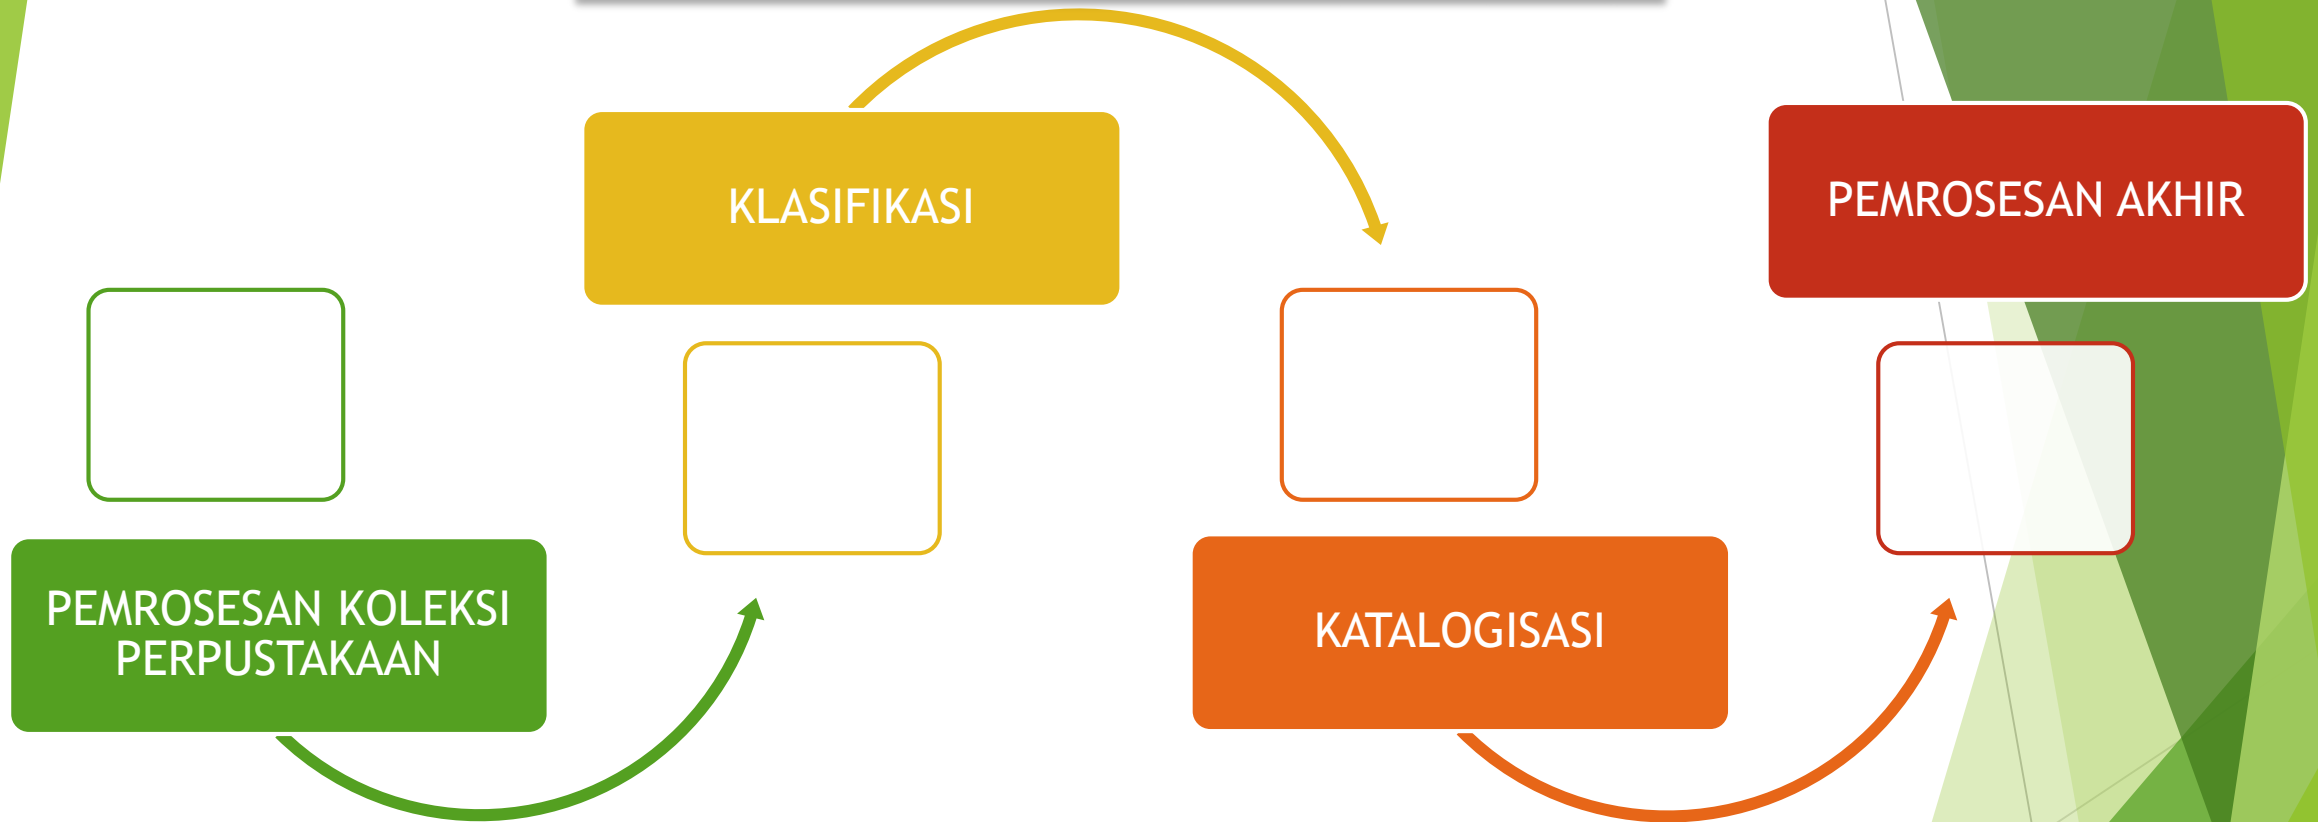 PEMROSESAN KOLEKSI
PERPUSTAKAAN
KLASIFIKASI
KATALOGISASI
PEMROSESAN AKHIR